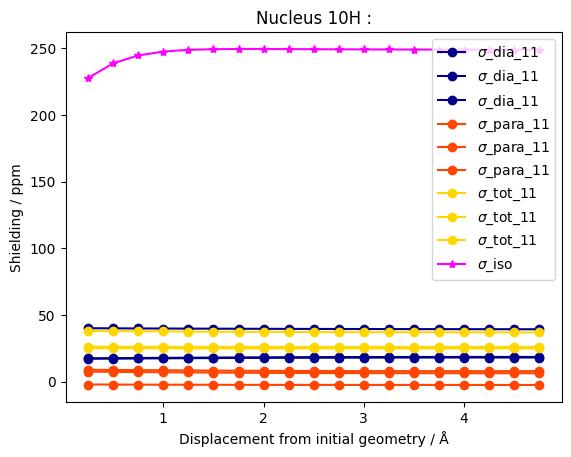 Nucleus 10H :
Shielding / ppm
250
200
150
100
50
0
1
2
3
4
Displacement from initial geometry / Å
σ_dia_11
σ_dia_11
σ_dia_11
σ_para_11
σ_para_11
σ_para_11
σ_tot_11
σ_tot_11
σ_tot_11
σ_iso